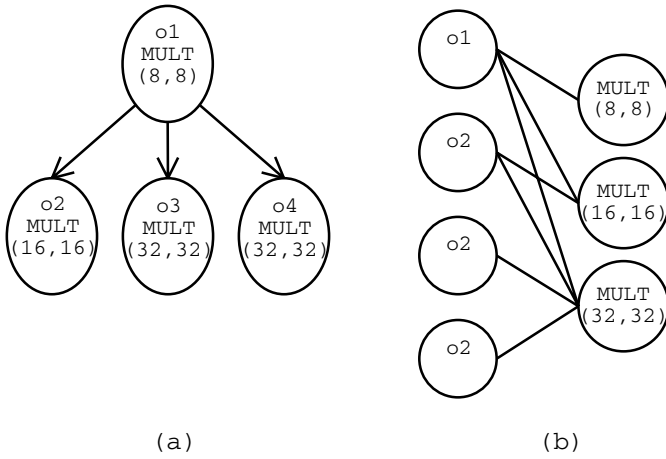 o1
MULT
(8,8)
o2
MULT
(16,16)
o3
MULT
(32,32)
o4
MULT
(32,32)
(a)
o1
o2
o2
o2
MULT
(8,8)
MULT
(16,16)
MULT
(32,32)
(b)